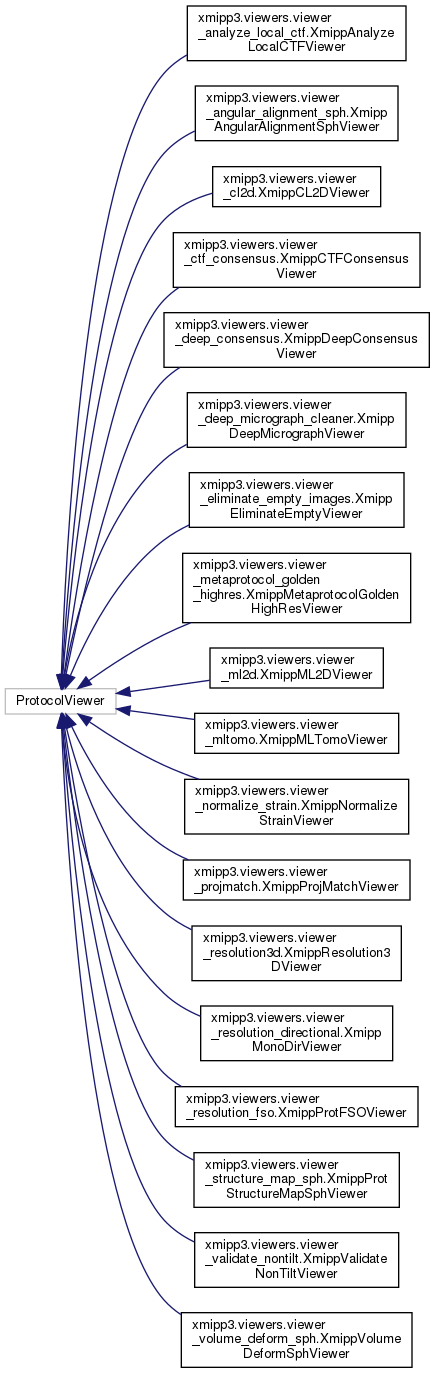 xmipp3.viewers.viewer
_analyze_local_ctf.XmippAnalyze
LocalCTFViewer
xmipp3.viewers.viewer
_angular_alignment_sph.Xmipp
AngularAlignmentSphViewer
xmipp3.viewers.viewer
_cl2d.XmippCL2DViewer
xmipp3.viewers.viewer
_ctf_consensus.XmippCTFConsensus
Viewer
xmipp3.viewers.viewer
_deep_consensus.XmippDeepConsensus
Viewer
xmipp3.viewers.viewer
_deep_micrograph_cleaner.Xmipp
DeepMicrographViewer
xmipp3.viewers.viewer
_eliminate_empty_images.Xmipp
EliminateEmptyViewer
xmipp3.viewers.viewer
_metaprotocol_golden
_highres.XmippMetaprotocolGolden
HighResViewer
xmipp3.viewers.viewer
_ml2d.XmippML2DViewer
ProtocolViewer
xmipp3.viewers.viewer
_mltomo.XmippMLTomoViewer
xmipp3.viewers.viewer
_normalize_strain.XmippNormalize
StrainViewer
xmipp3.viewers.viewer
_projmatch.XmippProjMatchViewer
xmipp3.viewers.viewer
_resolution3d.XmippResolution3
DViewer
xmipp3.viewers.viewer
_resolution_directional.Xmipp
MonoDirViewer
xmipp3.viewers.viewer
_resolution_fso.XmippProtFSOViewer
xmipp3.viewers.viewer
_structure_map_sph.XmippProt
StructureMapSphViewer
xmipp3.viewers.viewer
_validate_nontilt.XmippValidate
NonTiltViewer
xmipp3.viewers.viewer
_volume_deform_sph.XmippVolume
DeformSphViewer